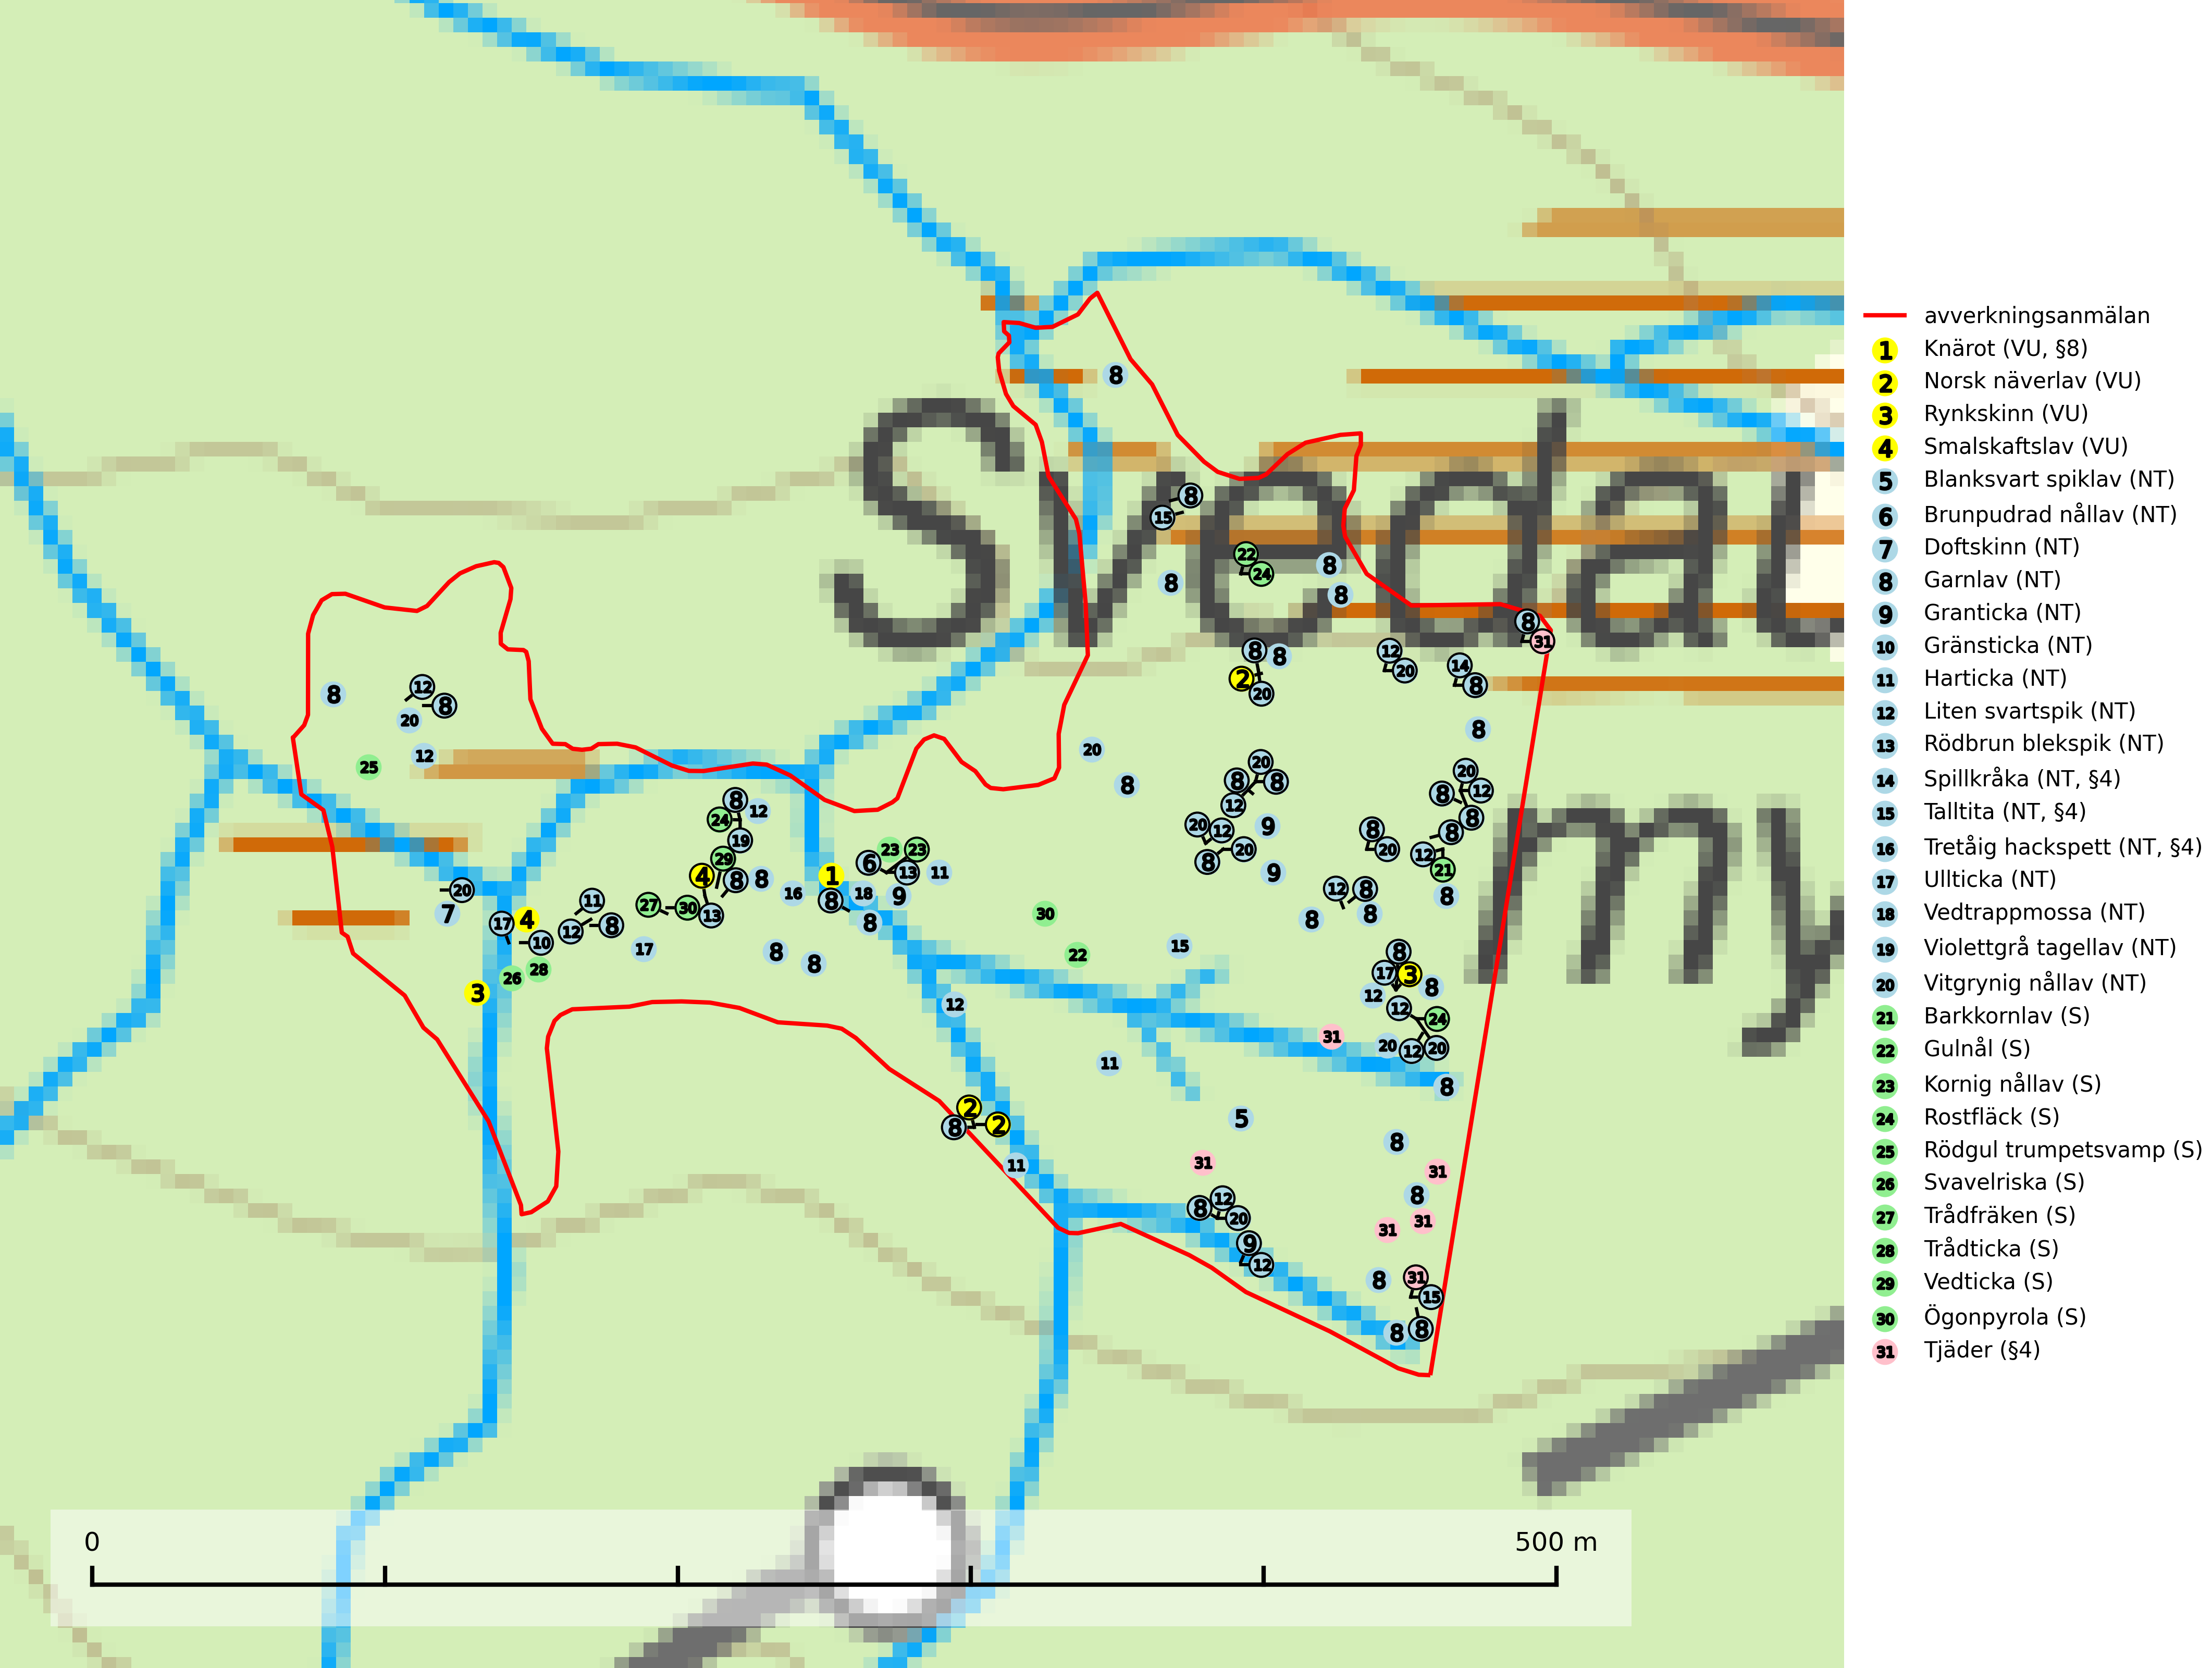 Svedal
my
0
500 m
avverkningsanmälan
1 Knärot (VU, §8)
2 Norsk näverlav (VU)
3 Rynkskinn (VU)
4 Smalskaftslav (VU)
5 Blanksvart spiklav (NT)
6 Brunpudrad nållav (NT)
7 Doftskinn (NT)
8 Garnlav (NT)
9 Granticka (NT)
10 Gränsticka (NT)
11 Harticka (NT)
12 Liten svartspik (NT)
13 Rödbrun blekspik (NT)
14 Spillkråka (NT, §4)
15 Talltita (NT, §4)
16 Tretåig hackspett (NT, §4)
17 Ullticka (NT)
18 Vedtrappmossa (NT)
19 Violettgrå tagellav (NT)
20 Vitgrynig nållav (NT)
21 Barkkornlav (S)
22 Gulnål (S)
23 Kornig nållav (S)
24 Rostfläck (S)
25 Rödgul trumpetsvamp (S)
26 Svavelriska (S)
27 Trådfräken (S)
28 Trådticka (S)
29 Vedticka (S)
30 Ögonpyrola (S)
31 Tjäder (§4)